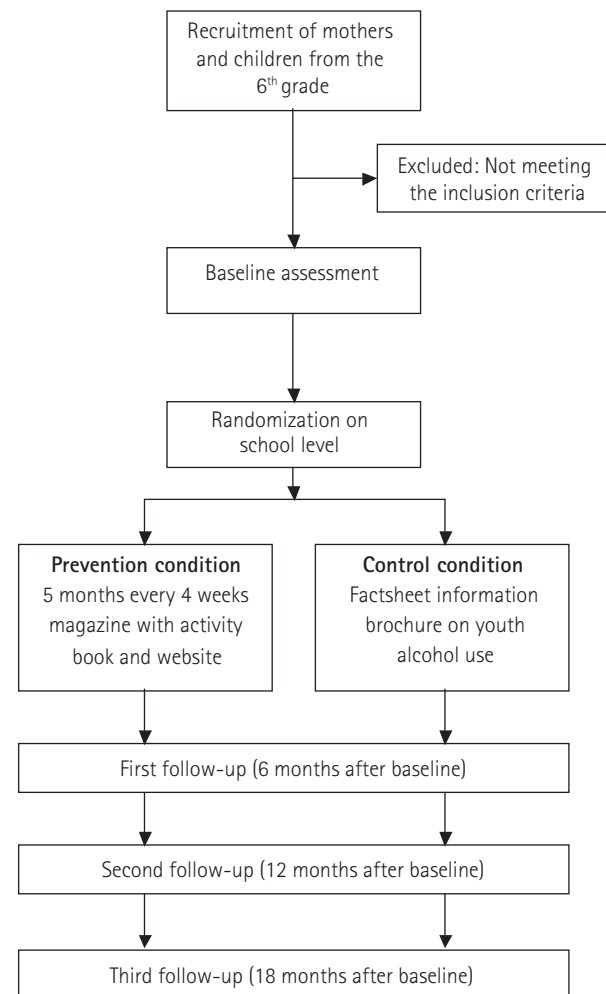 Recruitment of mothers
and children from the
6th grade
Excluded: Not meeting
the inclusion criteria
Baseline assessment
Randomization on
school level
Prevention condition
5 months every 4 weeks
magazine with activity
book and website
Control condition
Factsheet information
brochure on youth
alcohol use
First follow-up (6 months after baseline)
Second follow-up (12 months after baseline)
Third follow-up (18 months after baseline)